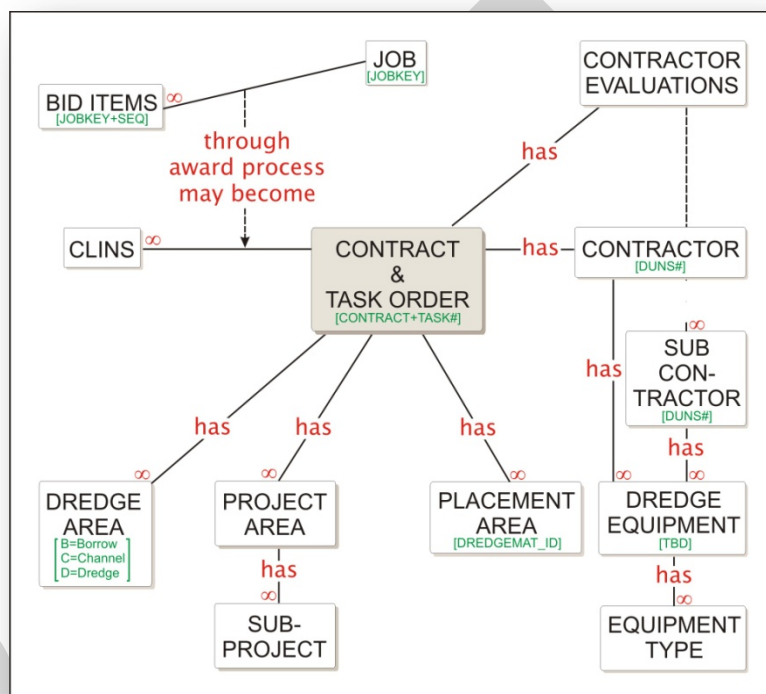 JOB
[JOBKEY]
CONTRACTOR
EVALUATIONS
∞
BID ITEMS
[JOBKEY+SEQ]
through
award process
may become
has
∞
CLINS
CONTRACT
&
TASK ORDER
[CONTRACT+TASK#]
has
CONTRACTOR
[DUNS#]
∞
SUB
CON-
TRACTOR
[DUNS#]
has
has
has
has
has
has
∞
∞
∞
∞
∞
DREDGE
AREA
B=Borrow
C=Channel
D=Dredge
PROJECT
AREA
PLACEMENT
AREA
[DREDGEMAT_ID]
DREDGE
EQUIPMENT
[TBD]
has
has
∞
∞
SUB-
PROJECT
EQUIPMENT
TYPE